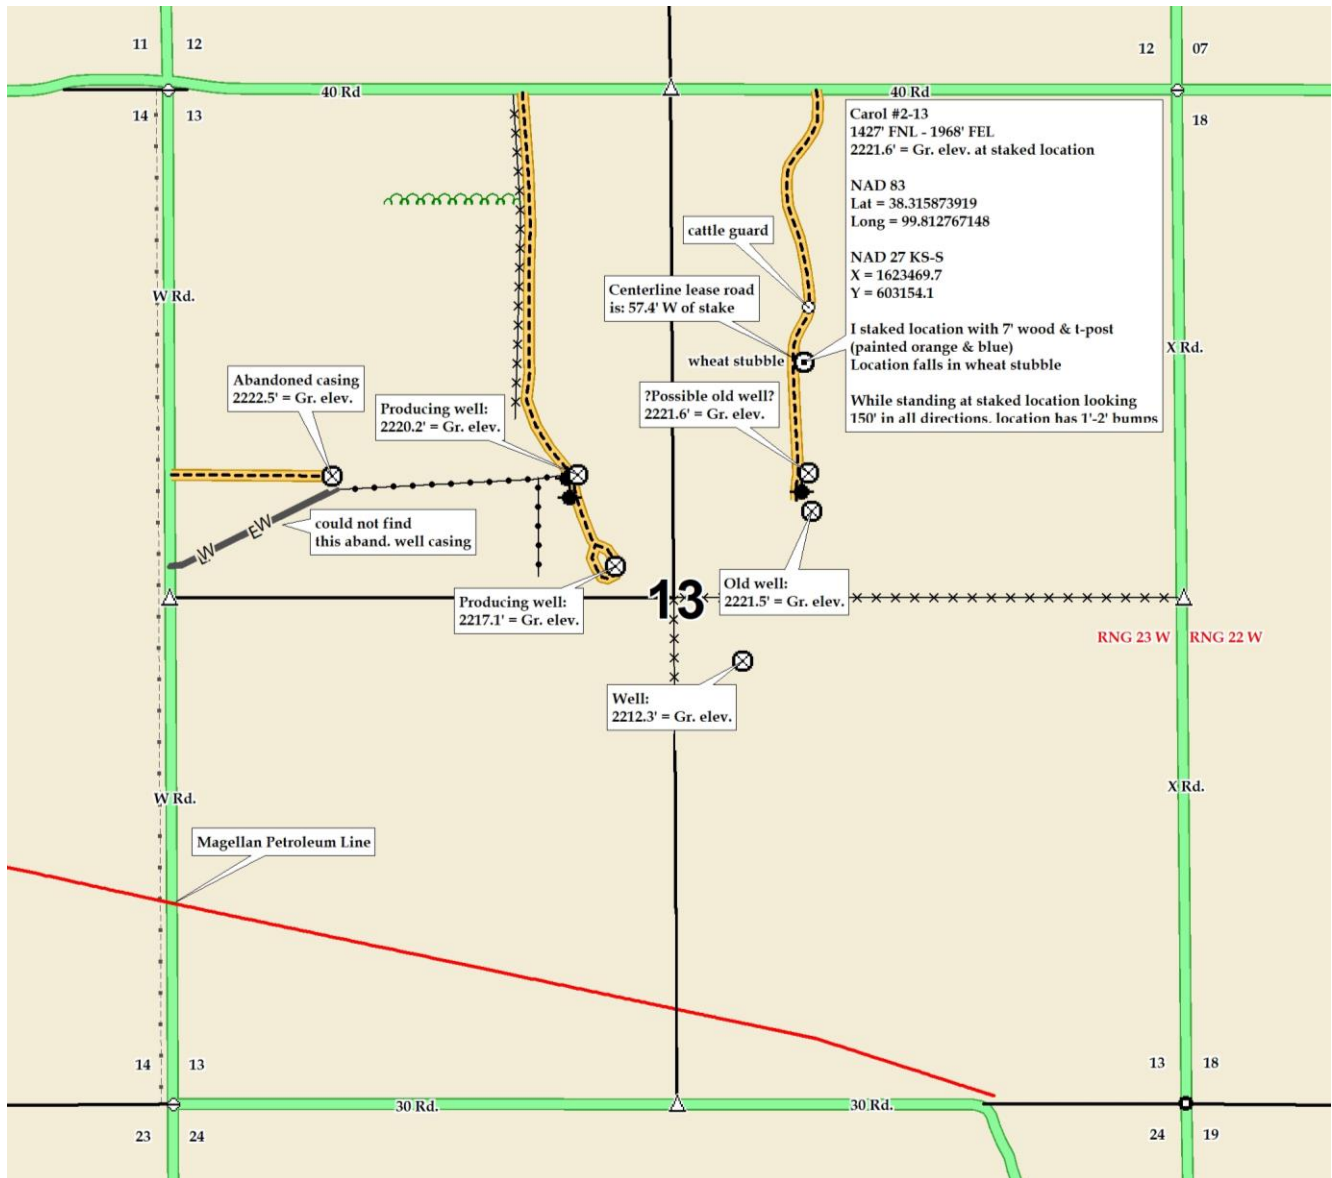 11 12
12 07
40 Rd
40 Rd
14 13
18
Carol #2-13
1427' FNL - 1968' FEL
2221.6' = Gr. elev. at staked location
NAD 83
Lat = 38.315873919
Long = 99.812767148
NAD 27 KS-S
X = 1623469.7
Y = 603154.1
I staked location with 7' wood & t-post
(painted orange & blue)
Location falls in wheat stubble
While standing at staked location looking
150' in all directions, location has 1'-2' bumps
cattle guard
Centerline lease road
is: 57.4' W of stake
W Rd.
X Rd.
wheat stubble
Abandoned casing
2222.5' = Gr. elev.
Producing well:
2220.2' = Gr. elev.
?Possible old well?
2221.6' = Gr. elev.
could not find
this aband. well casing
LW EW
Producing well:
2217.1' = Gr. elev.
13
Old well:
2221.5' = Gr. elev.
RNG 23 W RNG 22 W
Well:
2212.3' = Gr. elev.
W Rd.
X Rd.
Magellan Petroleum Line
14 13
13 18
30 Rd.
30 Rd.
23 24
24 19